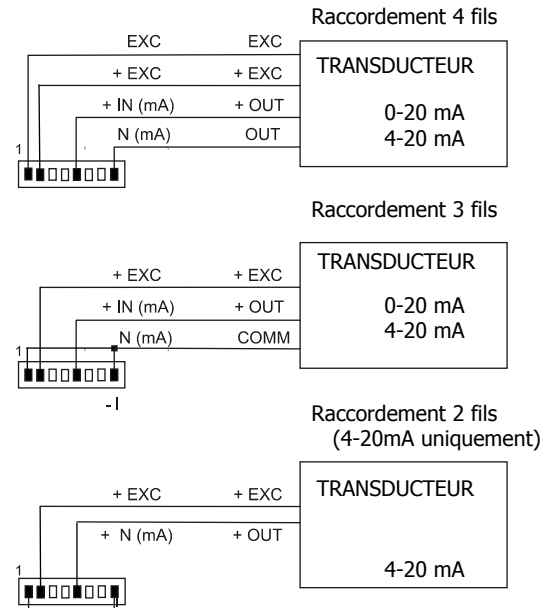 Raccordement 4 fils
EXC EXC
+ EXC + EXC
+ IN (mA) + OUT
N (mA) OUT
1
TRANSDUCTEUR
0-20 mA
4-20 mA
Raccordement 3 fils
+ EXC + EXC
+ IN (mA) + OUT
N (mA) COMM
1
- I
TRANSDUCTEUR
0-20 mA
4-20 mA
Raccordement 2 fils
(4-20mA uniquement)
+ EXC + EXC
+ N (mA) + OUT
1
TRANSDUCTEUR
4-20 mA